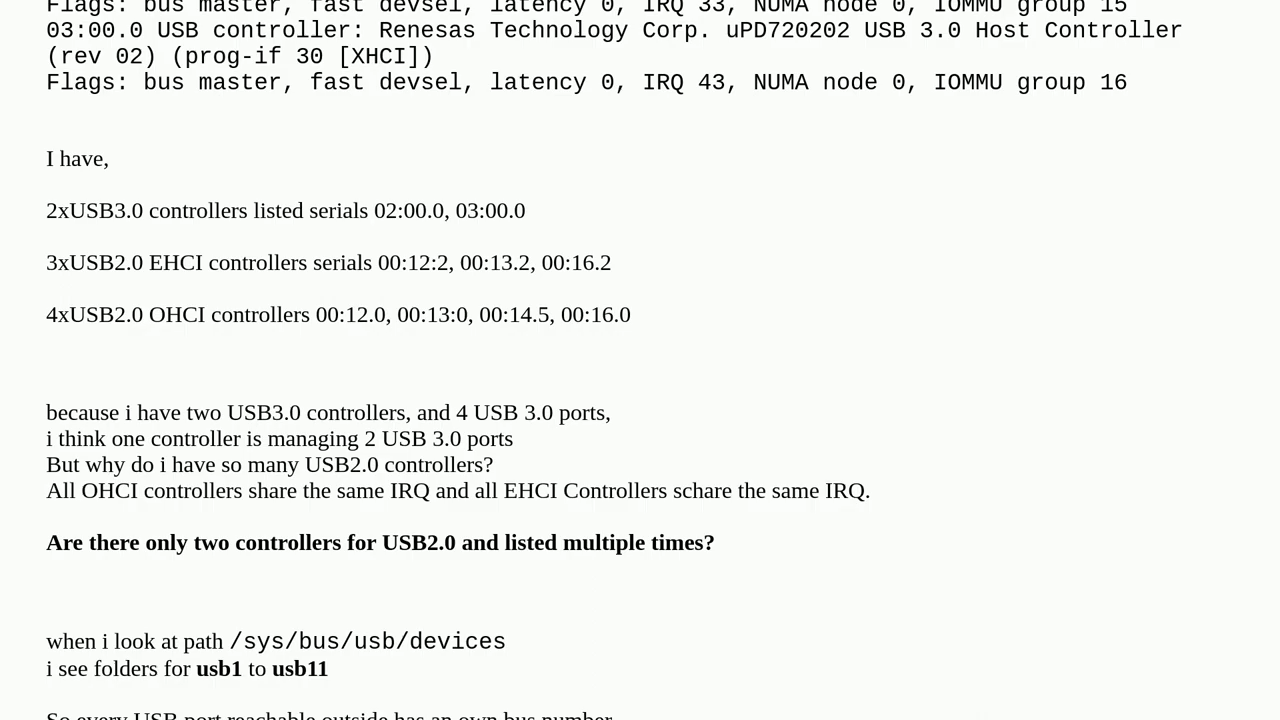 Flags: bus master, fast devsel, latency 0, IRQ 33, NUMA node 0, IOMMU group 15
03:00.0 USB controller: Renesas Technology Corp. uPD720202 USB 3.0 Host Controller
(rev 02) (prog-if 30 [XHCI])
Flags: bus master, fast devsel, latency 0, IRQ 43, NUMA node 0, IOMMU group 16
I have,
2xUSB3.0 controllers listed serials 02:00.0, 03:00.0
3xUSB2.0 EHCI controllers serials 00:12:2, 00:13.2, 00:16.2
4xUSB2.0 OHCI controllers 00:12.0, 00:13:0, 00:14.5, 00:16.0
because i have two USB3.0 controllers, and 4 USB 3.0 ports,
i think one controller is managing 2 USB 3.0 ports
But why do i have so many USB2.0 controllers?
All OHCI controllers share the same IRQ and all EHCI Controllers schare the same IRQ.
Are there only two controllers for USB2.0 and listed multiple times?
when i look at path /sys/bus/usb/devices
i see folders for usb1 to usb11
So every USB port reachable outside has an own bus number